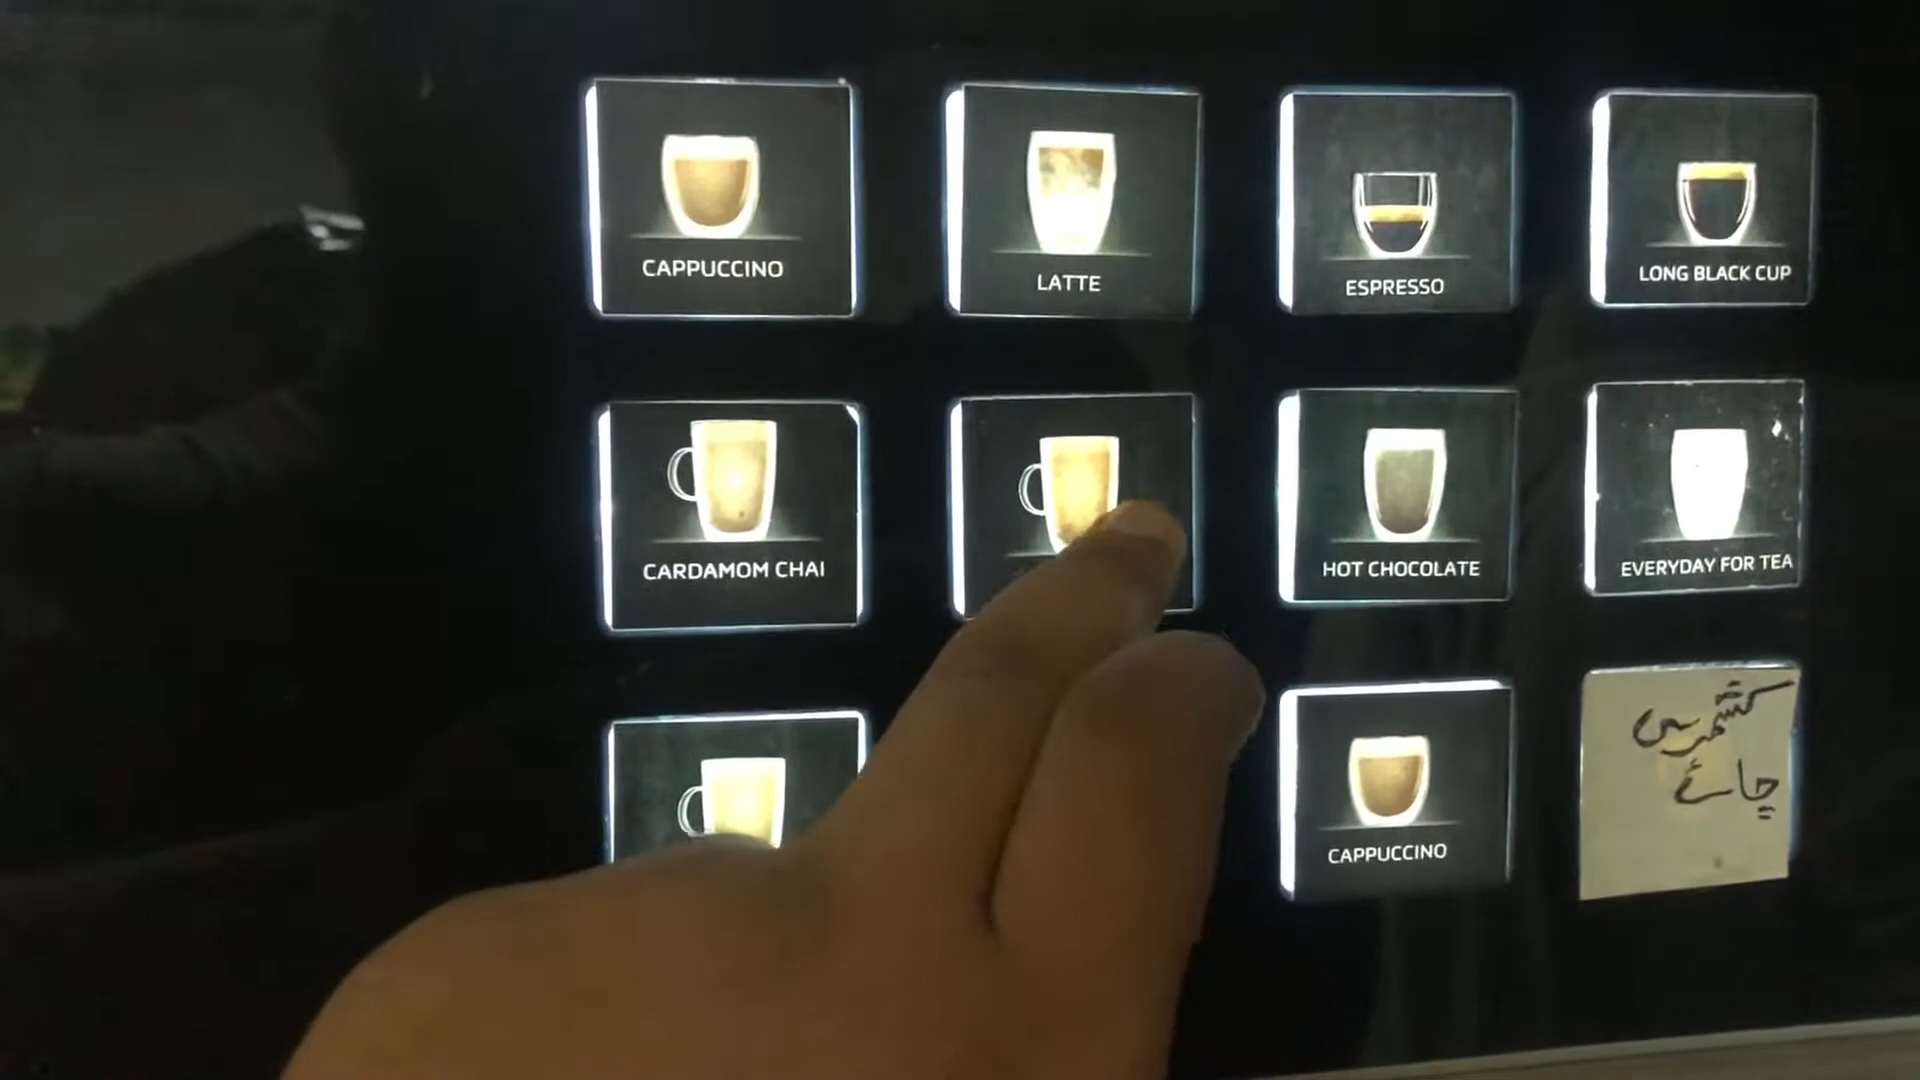 CAPPUCCINO
LATTE
ESPRESSO
LONG BLACK CUP
CARDAMOM CHAI
HOT CHOCOLATE
EVERYDAY FOR TEA
CAPPUCCINO
کشمیری
چائے